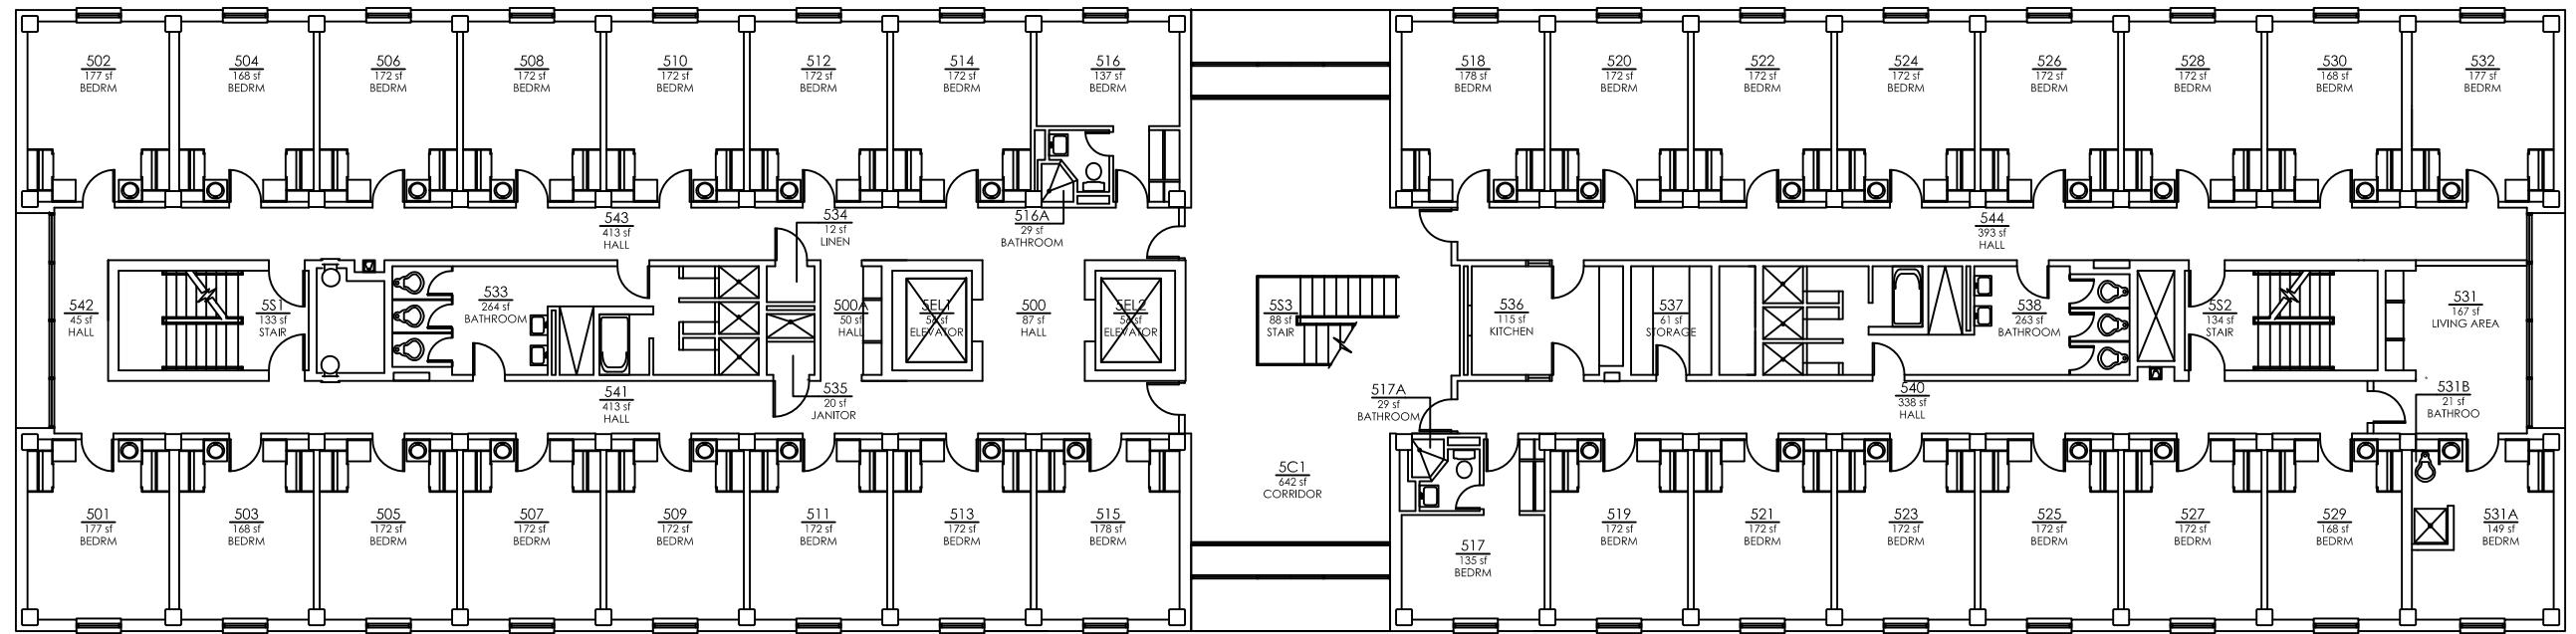 502
177 sf
BEDRM
504
168 sf
BEDRM
506
172 sf
BEDRM
508
172 sf
BEDRM
510
172 sf
BEDRM
512
172 sf
BEDRM
514
172 sf
BEDRM
516
137 sf
BEDRM
518
178 sf
BEDRM
520
172 sf
BEDRM
522
172 sf
BEDRM
524
172 sf
BEDRM
526
172 sf
BEDRM
528
172 sf
BEDRM
530
168 sf
BEDRM
532
177 sf
BEDRM
543
413 sf
HALL
534
12 sf
LINEN
516A
29 sf
BATHROOM
544
393 sf
HALL
542
45 sf
HALL
5S1
133 sf
STAIR
533
264 sf
BATHROOM
500A
50 sf
HALL
5EL1
56 sf
ELEVATOR
500
87 sf
HALL
5EL2
56 sf
ELEVATOR
5S3
88 sf
STAIR
536
115 sf
KITCHEN
537
61 sf
STORAGE
538
263 sf
BATHROOM
5S2
134 sf
STAIR
531
167 sf
LIVING AREA
541
413 sf
HALL
535
20 sf
JANITOR
517A
29 sf
BATHROOM
540
338 sf
HALL
531B
21 sf
BATHROO
5C1
642 sf
CORRIDOR
501
177 sf
BEDRM
503
168 sf
BEDRM
505
172 sf
BEDRM
507
172 sf
BEDRM
509
172 sf
BEDRM
511
172 sf
BEDRM
513
172 sf
BEDRM
515
178 sf
BEDRM
517
135 sf
BEDRM
519
172 sf
BEDRM
521
172 sf
BEDRM
523
172 sf
BEDRM
525
172 sf
BEDRM
527
172 sf
BEDRM
529
168 sf
BEDRM
531A
149 sf
BEDRM